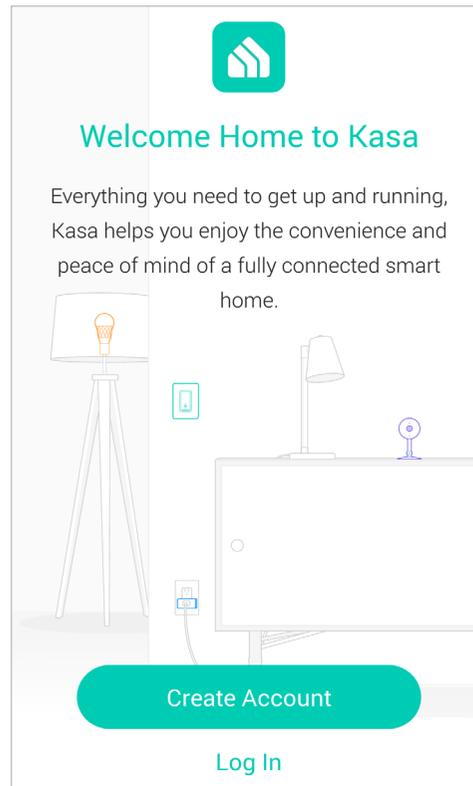 Welcome Home to Kasa
Everything you need to get up and running,
Kasa helps you enjoy the convenience and
peace of mind of a fully connected smart
home.
Create Account
Log In